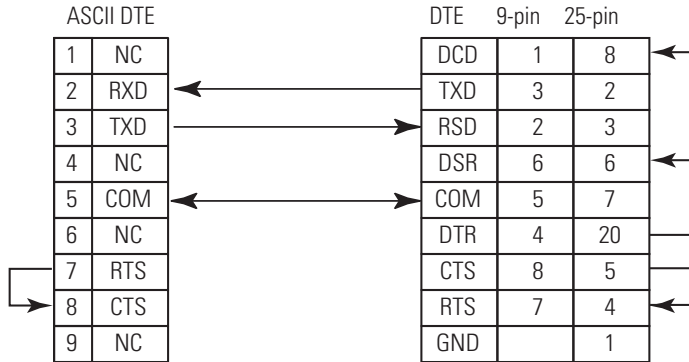 ASCII DTE DTE 9-pin 25-pin
1 NC DCD 1 8
2 RXD TXD 3 2
3 TXD RSD 2 3
4 NC DSR 6 6
5 COM COM 5 7
6 NC DTR 4 20
7 RTS CTS 8 5
8 CTS RTS 7 4
9 NC GND 1